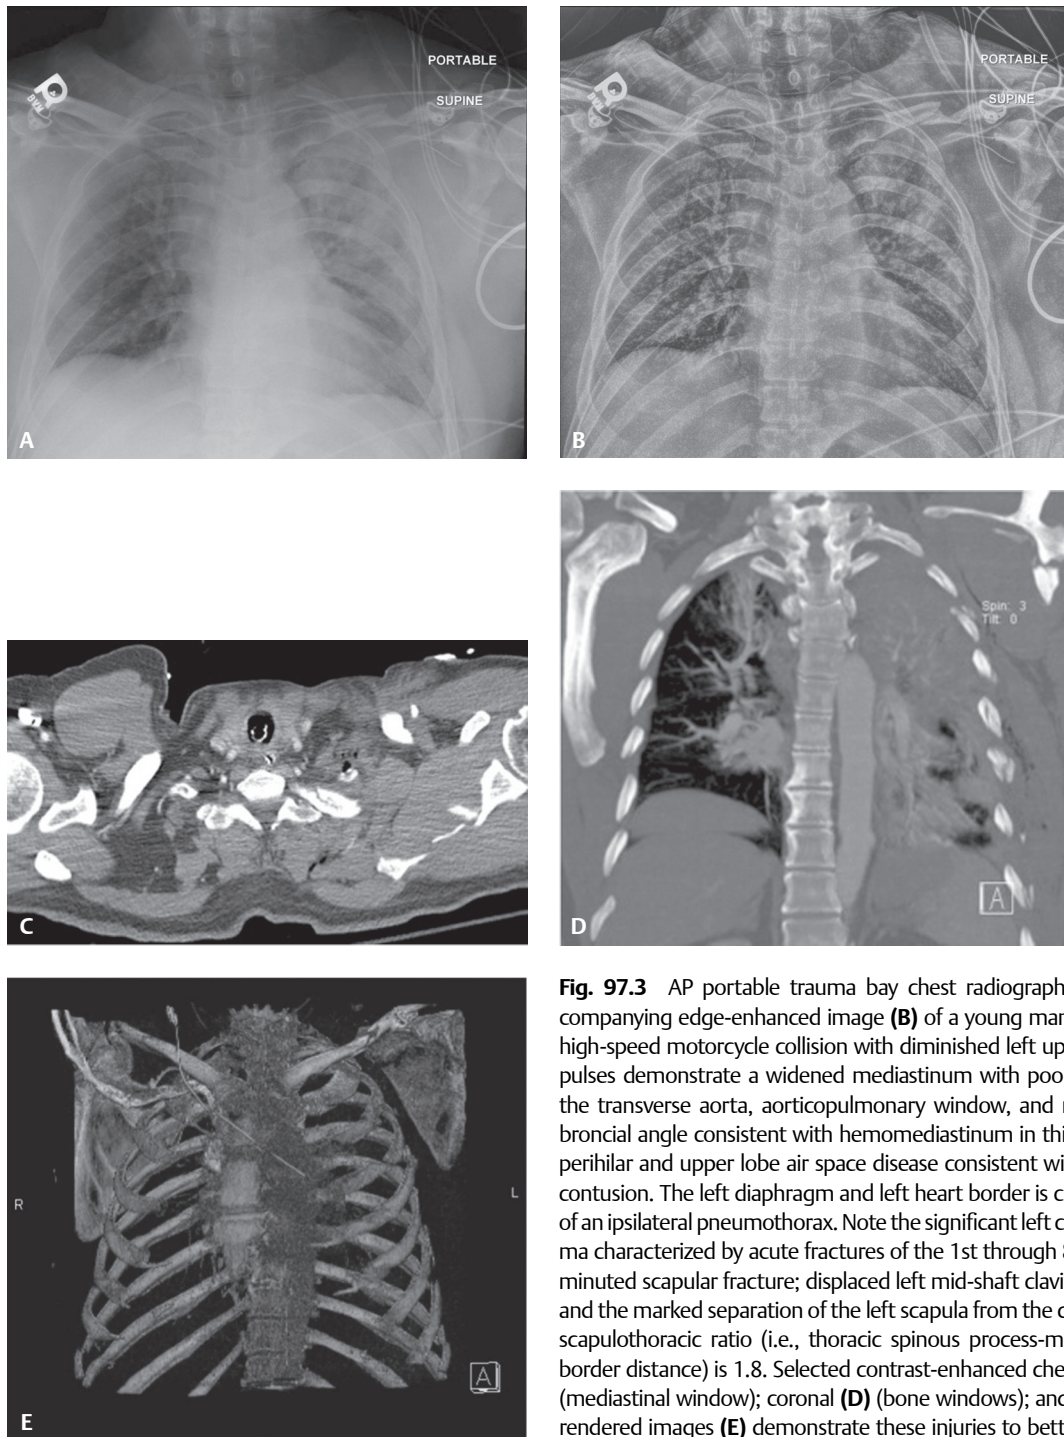 PORTABLE
SUPINE
A
PORTABLE
SUPINE
B
C
Spin: 3
Tilt: 0
A
D
R
L
A
E
Fig. 97.3 AP portable trauma bay chest radiograph
companying edge-enhanced image (B) of a young man
high-speed motorcycle collision with diminished left up
pulses demonstrate a widened mediastinum with poo
the transverse aorta, aorticopulmonary window, and
broncial angle consistent with hemomediastinum in thi
perihilar and upper lobe air space disease consistent wi
contusion. The left diaphragm and left heart border is c
of an ipsilateral pneumothorax. Note the significant left c
ma characterized by acute fractures of the 1st through
minuted scapular fracture; displaced left mid-shaft clavi
and the marked separation of the left scapula from the
scapulothoracic ratio (i.e., thoracic spinous process-m
border distance) is 1.8. Selected contrast-enhanced che
(mediastinal window); coronal (D) (bone windows); and
rendered images (E) demonstrate these injuries to bett